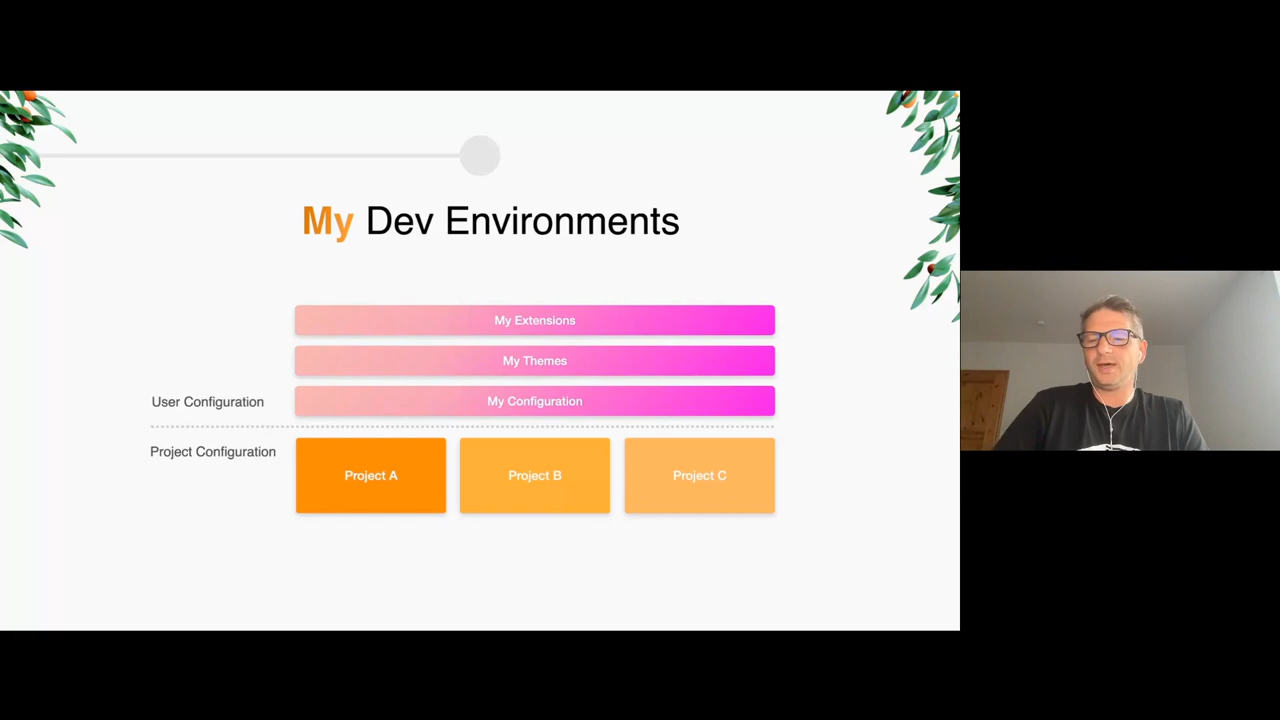 My Dev Environments
My Extensions
My Themes
User Configuration
My Configuration
Project Configuration
Project A
Project B
Project C